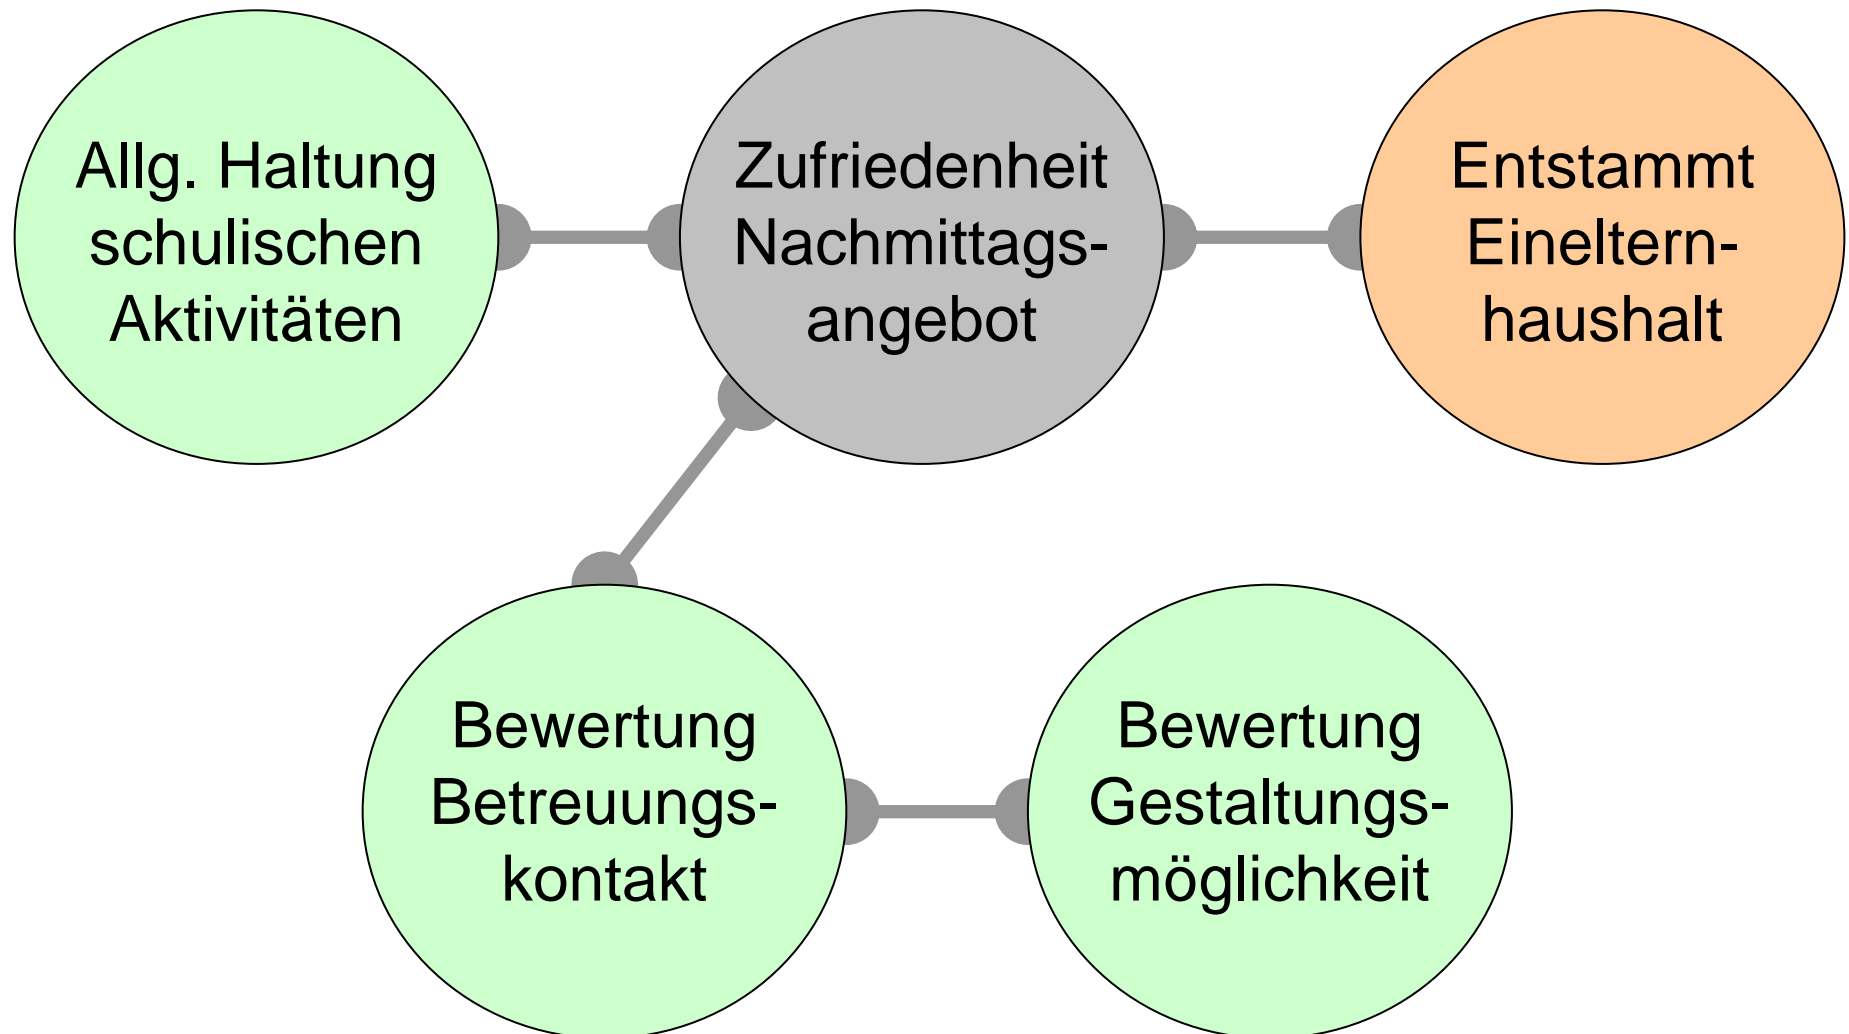 Allg. Haltung
schulischen
Aktivitäten
Zufriedenheit
Nachmittags-
angebot
Entstammt
Eineltern-
haushalt
Bewertung
Betreuungs-
kontakt
Bewertung
Gestaltungs-
möglichkeit